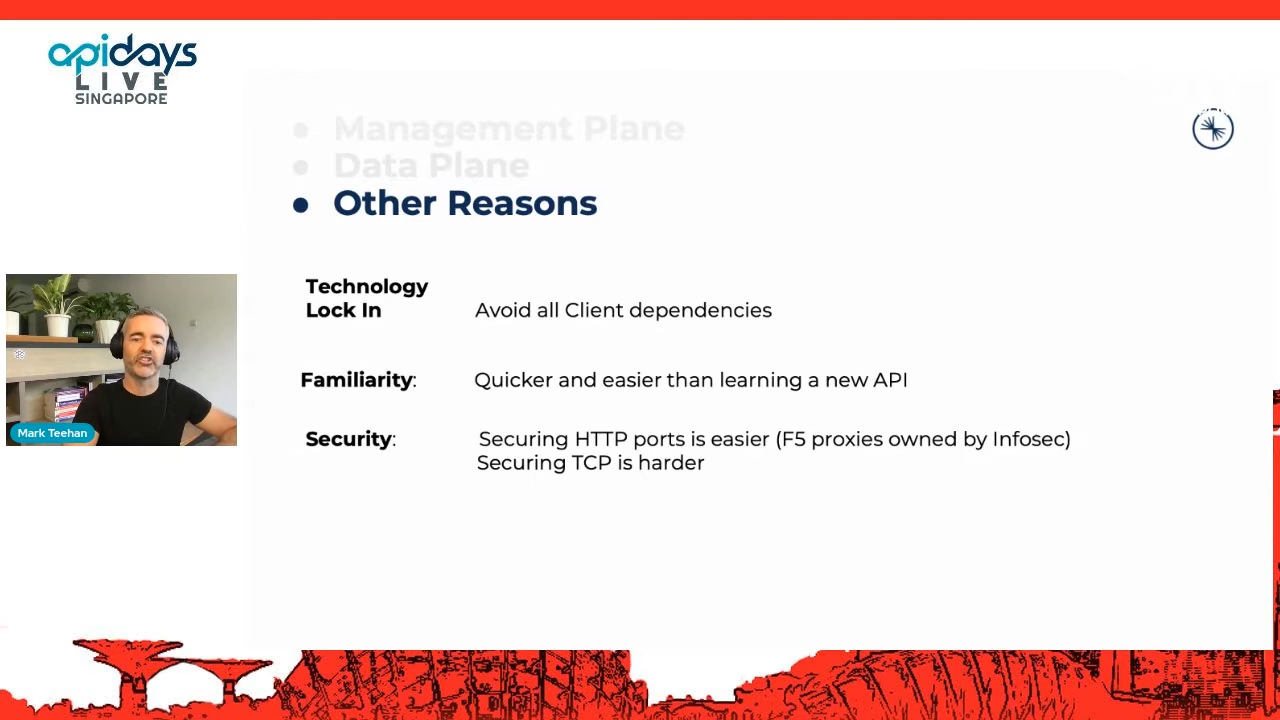 apidays
LIVE
SINGAPORE
Management Plane
Data Plane
Other Reasons
Technology
Lock In
Avoid all Client dependencies
Familiarity:
Quicker and easier than learning a new API
Security:
Securing HTTP ports is easier (F5 proxies owned by Infosec)
Securing TCP is harder
Mark Teehan